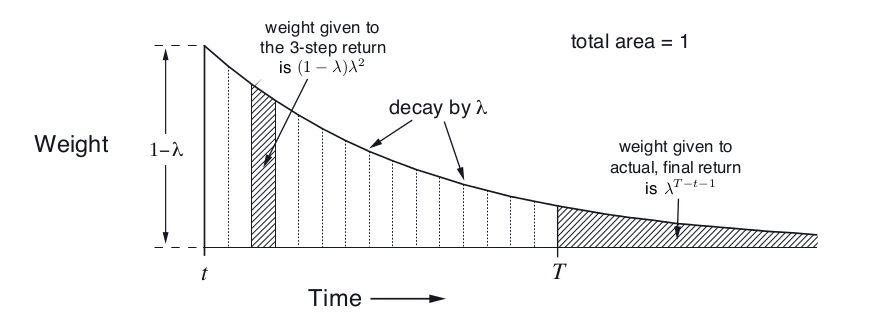 weight given to
the 3-step return
is (1 − λ)λ²
total area = 1
decay by λ
Weight
1−λ
weight given to
actual, final return
is λ^{T−t−1}
t
T
Time